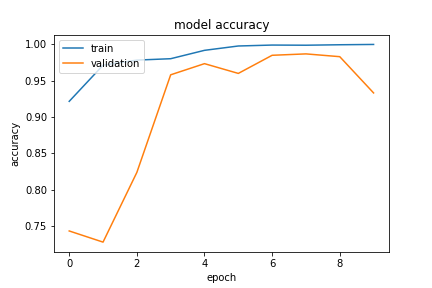 model accuracy
train
validation
1.00
0.95
0.90
0.85
0.80
0.75
accuracy
0 2 4 6 8
epoch